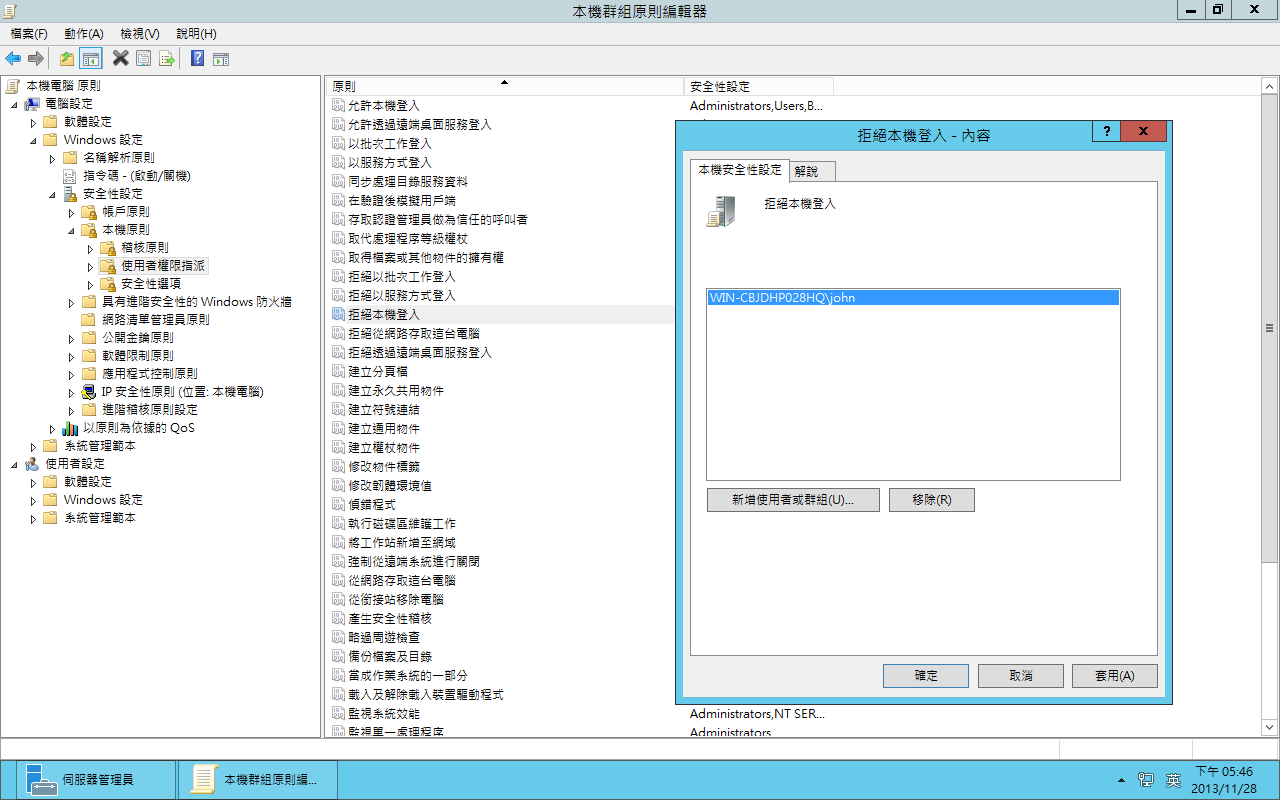 本機群組原則編輯器
檔案(F) 動作(A) 檢視(V) 說明(H)
本機電腦 原則
電腦設定
軟體設定
Windows 設定
名稱解析原則
指令碼 - (啟動/關機)
安全性設定
帳戶原則
本機原則
稽核原則
使用者權限指派
安全性選項
具有進階安全性的 Windows 防火牆
網路清單管理員原則
公開金鑰原則
軟體限制原則
應用程式控制原則
IP 安全性原則 (位置: 本機電腦)
進階稽核原則設定
以原則為依據的 QoS
系統管理範本
使用者設定
軟體設定
Windows 設定
系統管理範本
原則 安全性設定
允許本機登入 Administrators,Users,B...
允許透過遠端桌面服務登入
以批次工作登入
以服務方式登入
同步處理目錄服務資料
在驗證後模擬用戶端
存取認證管理員做為信任的呼叫者
取代處理程序等級權杖
取得檔案或其他物件的擁有權
拒絕以批次工作登入
拒絕以服務方式登入
拒絕本機登入
拒絕從網路存取這台電腦
拒絕透過遠端桌面服務登入
建立分頁檔
建立永久共用物件
建立符號連結
建立通用物件
建立權杖物件
修改物件標籤
修改韌體環境值
偵錯程式
執行磁碟區維護工作
將工作站新增至網域
強制從遠端系統進行關閉
從網路存取這台電腦
從銜接站移除電腦
產生安全性稽核
略過周遊檢查
備份檔案及目錄
當成作業系統的一部分
載入及解除載入裝置驅動程式
監視系統效能 Administrators,NT SER...
監視單一處理程序 Administrators
拒絕本機登入 - 內容
? x
本機安全性設定 解說
拒絕本機登入
WIN-CBJDHP028HQ\john
新增使用者或群組(U)... 移除(R)
確定 取消 套用(A)
伺服器管理員 本機群組原則編... 英 下午 05:46
2013/11/28